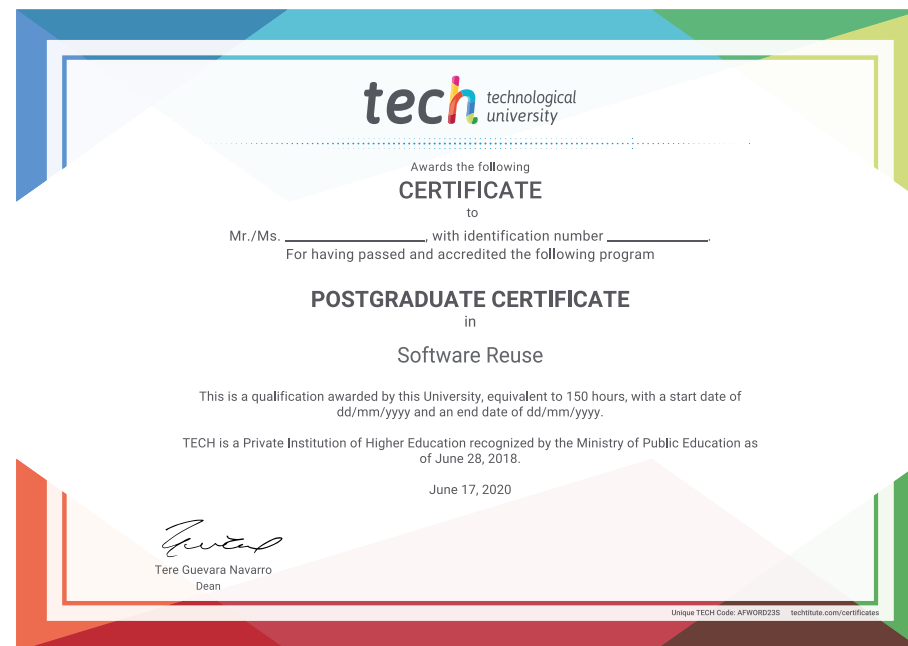 tech technological
university
Awards the following
CERTIFICATE
to
Mr./Ms. ____________________, with identification number ______________.
For having passed and accredited the following program
POSTGRADUATE CERTIFICATE
in
Software Reuse
This is a qualification awarded by this University, equivalent to 150 hours, with a start date of
dd/mm/yyyy and an end date of dd/mm/yyyy.
TECH is a Private Institution of Higher Education recognized by the Ministry of Public Education as
of June 28, 2018.
June 17, 2020
Tere Guevara Navarro
Dean
Unique TECH Code: AFWORD23S techtitute.com/certificates